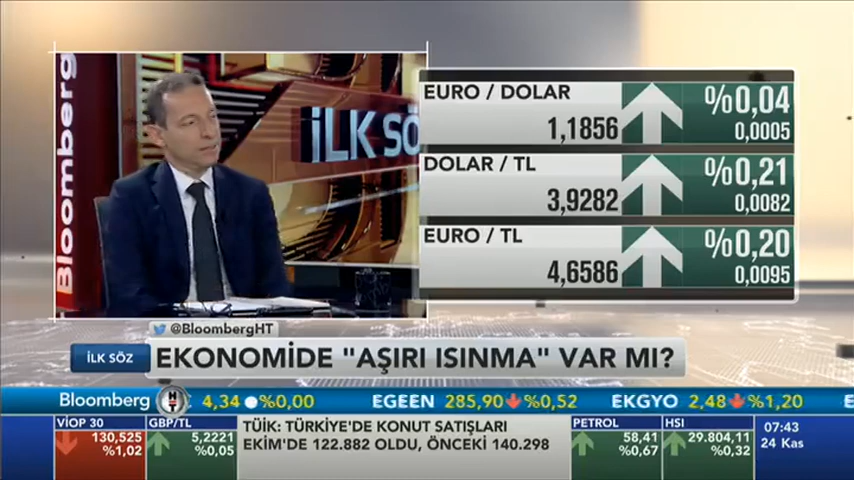 Bloomberg HT
İLK SÖZ
EURO / DOLAR
1,1856
%0,04
0,0005
DOLAR / TL
3,9282
%0,21
0,0082
EURO / TL
4,6586
%0,20
0,0095
@BloombergHT
İLK SÖZ
EKONOMİDE "AŞIRI ISINMA" VAR MI?
Bloomberg HT 4,34 %0,00 EGEEN 285,90 %0,52 EKGYO 2,48 %1,20 E
VİOP 30
130,525
%1,02
GBP/TL
5,2221
%0,05
TÜİK: TÜRKİYE'DE KONUT SATIŞLARI
EKİM'DE 122.882 OLDU, ÖNCEKİ 140.298
PETROL
58,41
%0,67
HSI
29.804,11
%0,32
07:43
24 Kas